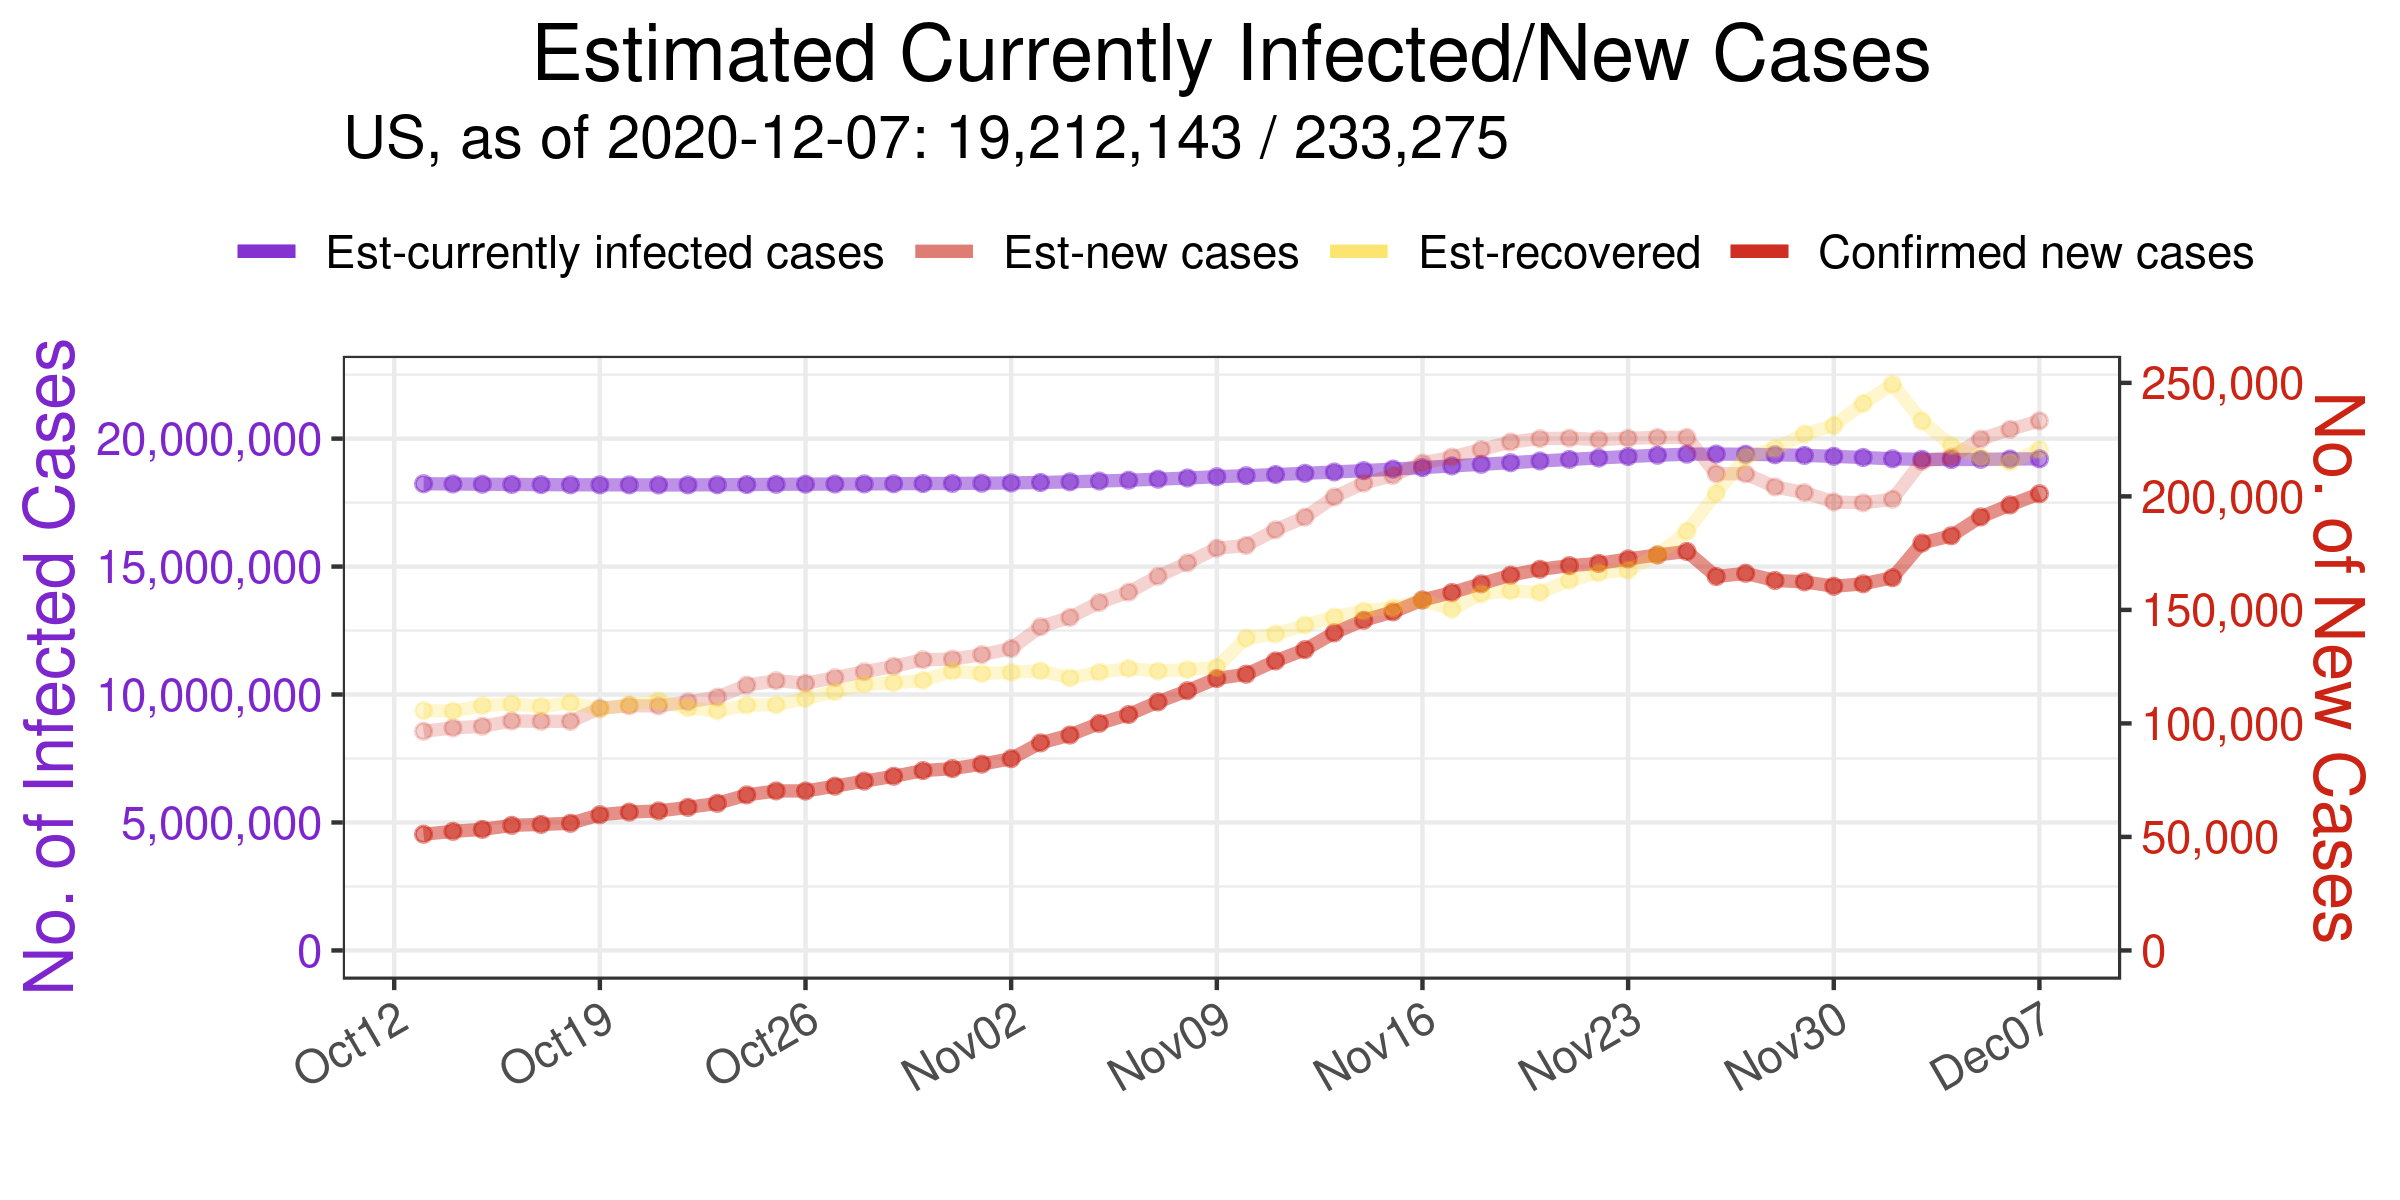 Estimated Currently Infected/New Cases
US, as of 2020-12-07: 19,212,143 / 233,275
Est-currently infected cases Est-new cases Est-recovered Confirmed new cases
No. of Infected Cases
20,000,000
15,000,000
10,000,000
5,000,000
0
250,000
200,000
150,000
100,000
50,000
0
No. of New Cases
Oct12 Oct19 Oct26 Nov02 Nov09 Nov16 Nov23 Nov30 Dec07